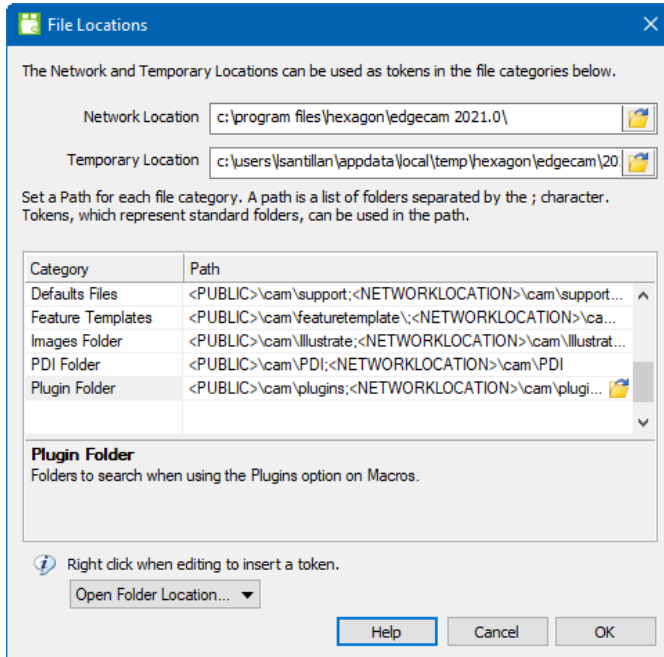 File Locations
The Network and Temporary Locations can be used as tokens in the file categories below.
Network Location c:\program files\hexagon\edgecam 2021.0\
Temporary Location c:\users\lsantillan\appdata\local\temp\hexagon\edgecam\20
Set a Path for each file category. A path is a list of folders separated by the ; character.
Tokens, which represent standard folders, can be used in the path.
Category Path
Defaults Files <PUBLIC>\cam\support;<NETWORKLOCATION>\cam\support...
Feature Templates <PUBLIC>\cam\featuretemplate\;<NETWORKLOCATION>\ca...
Images Folder <PUBLIC>\cam\Illustrate;<NETWORKLOCATION>\cam\Illustrat...
PDI Folder <PUBLIC>\cam\PDI;<NETWORKLOCATION>\cam\PDI
Plugin Folder <PUBLIC>\cam\plugins;<NETWORKLOCATION>\cam\plugi...
Plugin Folder
Folders to search when using the Plugins option on Macros.
Right click when editing to insert a token.
Open Folder Location...
Help Cancel OK